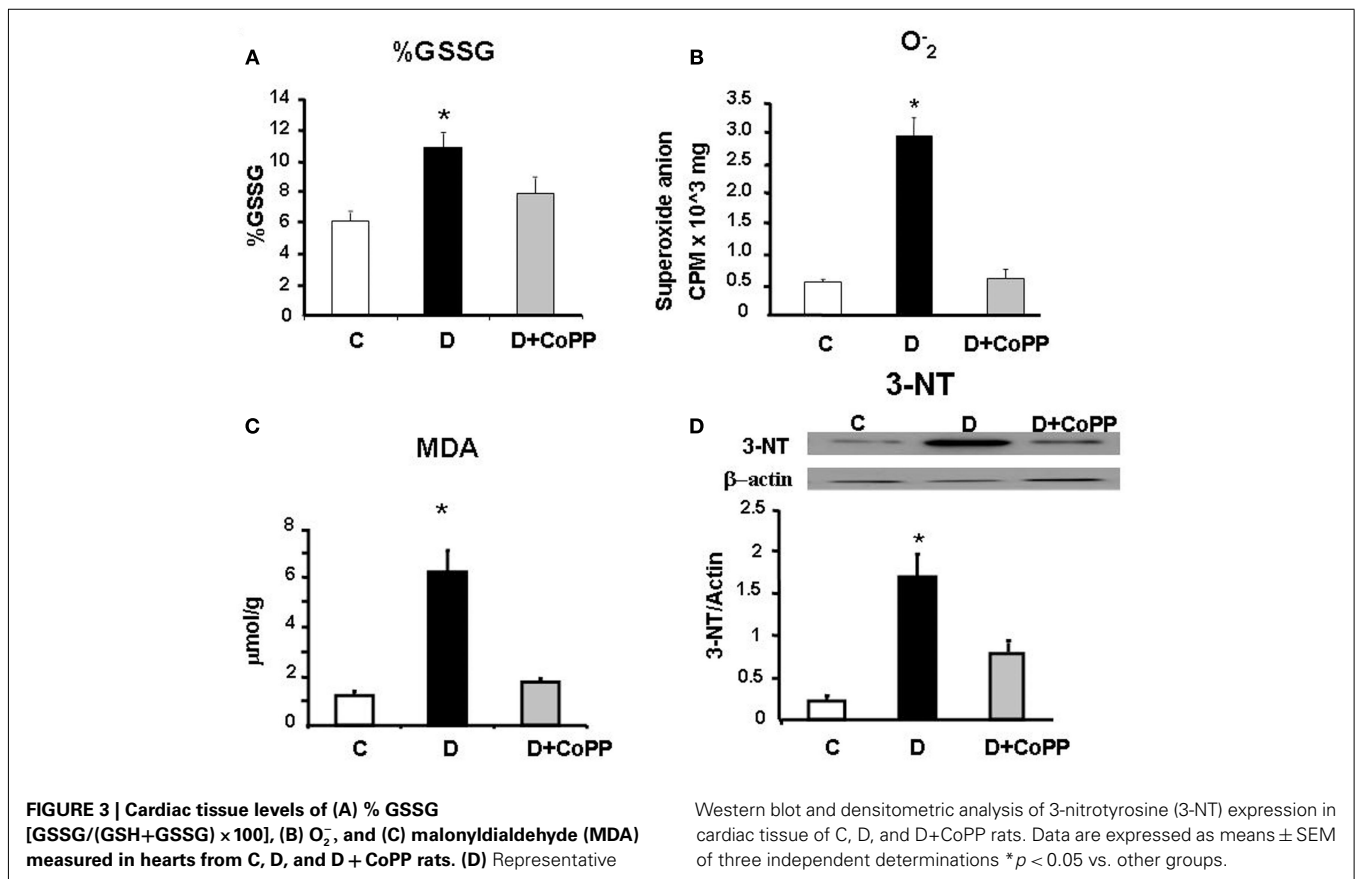 A
%GSSG
%GSSG
14
12
10
8
6
4
2
0
*
C
D
D+CoPP
B
O⁻₂
Superoxide anion
CPM x 10^3 mg
3.5
3.0
2.5
2.0
1.5
1.0
0.5
0
*
C
D
D+CoPP
C
MDA
µmol/g
8
6
4
2
0
*
C
D
D+CoPP
D
3-NT
C
D
D+CoPP
3-NT
β–actin
3-NT/Actin
2.5
2
1.5
1
0.5
0
*
C
D
D+CoPP
FIGURE 3 | Cardiac tissue levels of (A) % GSSG
[GSSG/(GSH+GSSG) x 100], (B) O₂⁻, and (C) malonyldialdehyde (MDA)
measured in hearts from C, D, and D + CoPP rats. (D) Representative
Western blot and densitometric analysis of 3-nitrotyrosine (3-NT) expression in
cardiac tissue of C, D, and D+CoPP rats. Data are expressed as means ± SEM
of three independent determinations *p < 0.05 vs. other groups.